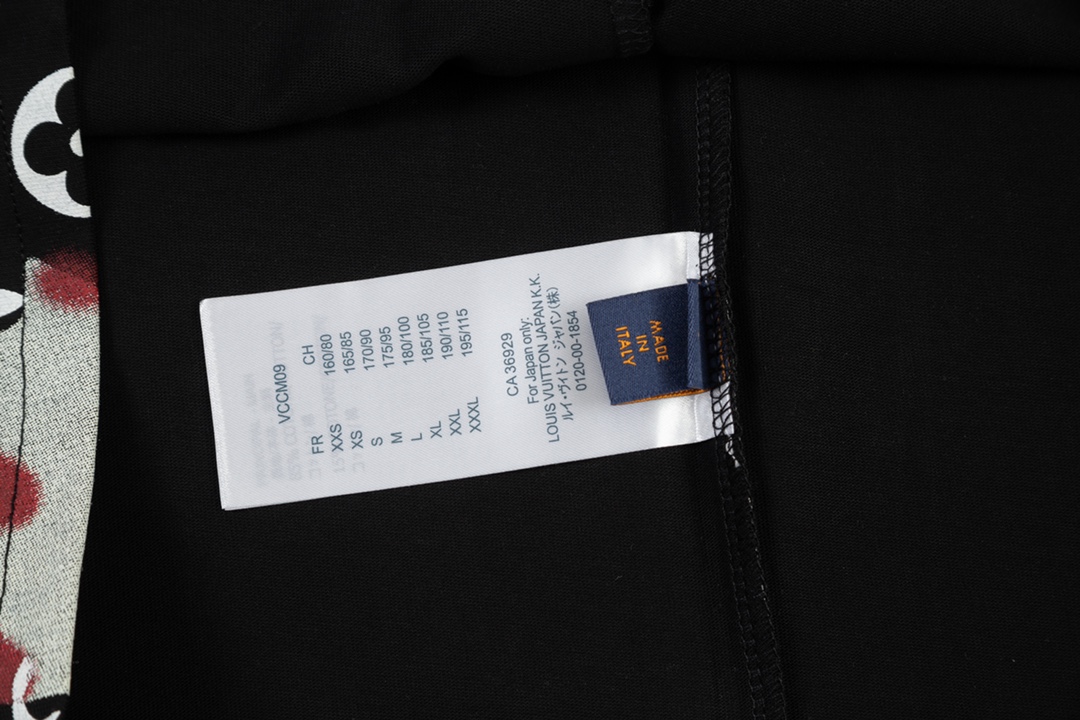 VCCM09
FR CH
XXS 160/80
XS 165/85
S 170/90
M 175/95
L 180/100
XL 185/105
XXL 190/110
XXXL 195/115
CA 36929
For Japan only:
LOUIS VUITTON JAPAN K.K.
ルイ・ヴィトン ジャパン(株)
0120-00-1854
MADE
IN
ITALY